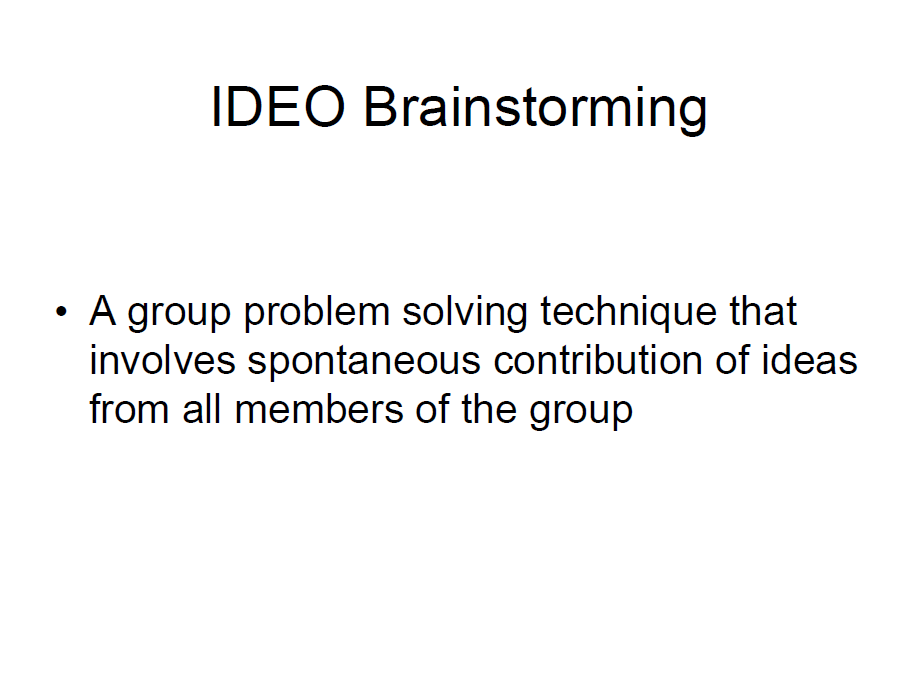 IDEO Brainstorming
• A group problem solving technique that
involves spontaneous contribution of ideas
from all members of the group